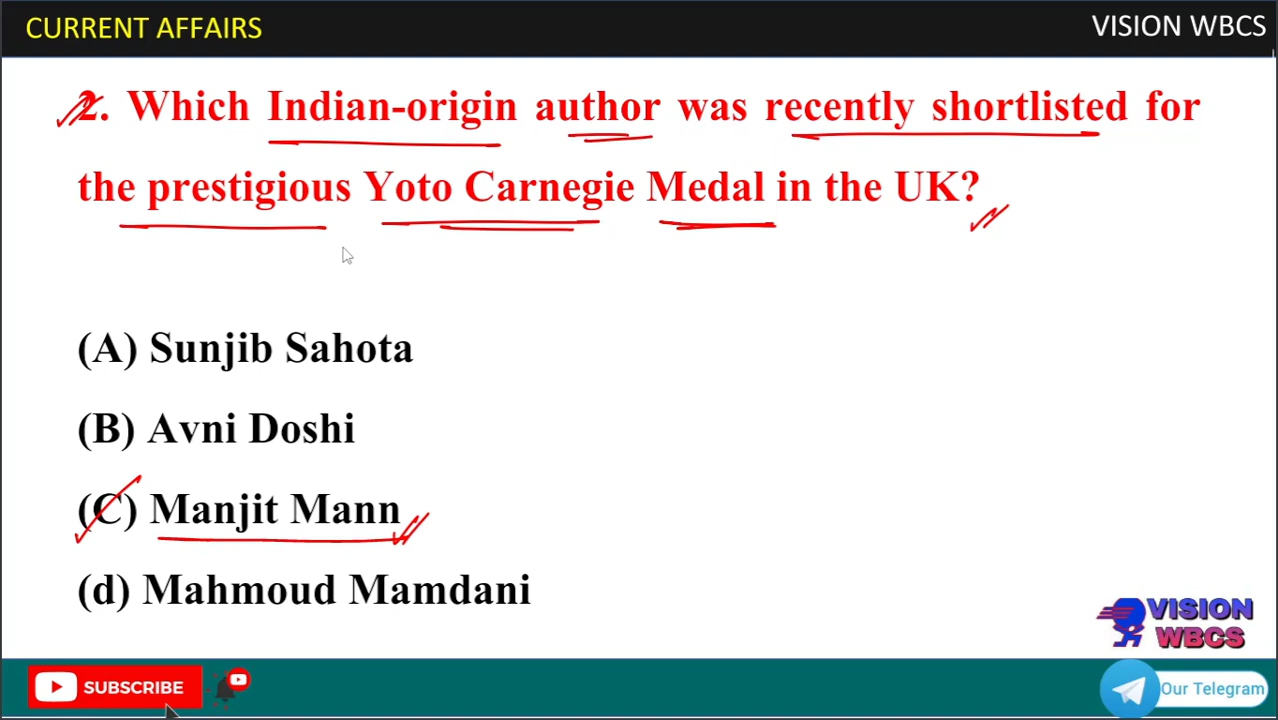 CURRENT AFFAIRS
VISION WBCS
2. Which Indian-origin author was recently shortlisted for
the prestigious Yoto Carnegie Medal in the UK?
(A) Sunjib Sahota
(B) Avni Doshi
(C) Manjit Mann
(d) Mahmoud Mamdani
VISION
WBCS
SUBSCRIBE
Our Telegram